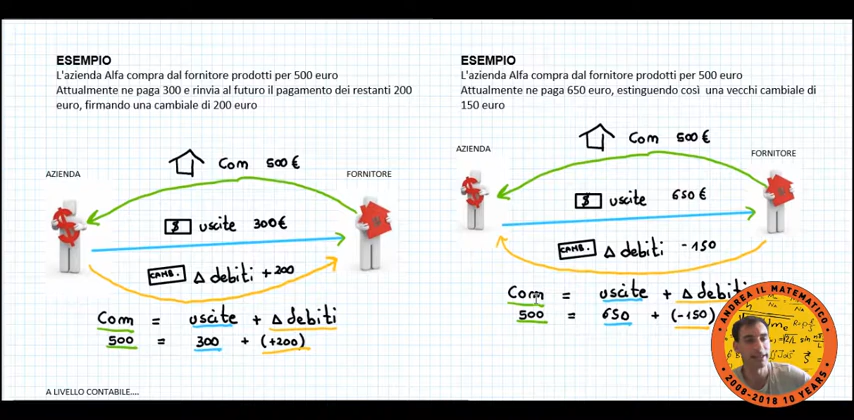 ESEMPIO
L'azienda Alfa compra dal fornitore prodotti per 500 euro
Attualmente ne paga 300 e rinvia al futuro il pagamento dei restanti 200
euro, firmando una cambiale di 200 euro
AZIENDA
FORNITORE
Com 500 €
$ uscite 300 €
CAMB. Δ debiti +200
Com = uscite + Δ debiti
500 = 300 + (+200)
A LIVELLO CONTABILE....
ESEMPIO
L'azienda Alfa compra dal fornitore prodotti per 500 euro
Attualmente ne paga 650 euro, estinguendo così una vecchi cambiale di
150 euro
AZIENDA
FORNITORE
Com 500 €
$ uscite 650 €
CAMB. Δ debiti -150
Com = uscite + Δ debiti
500 = 650 + (-150)
ANDREA IL MATEMATICO
2008-2018 10 YEARS